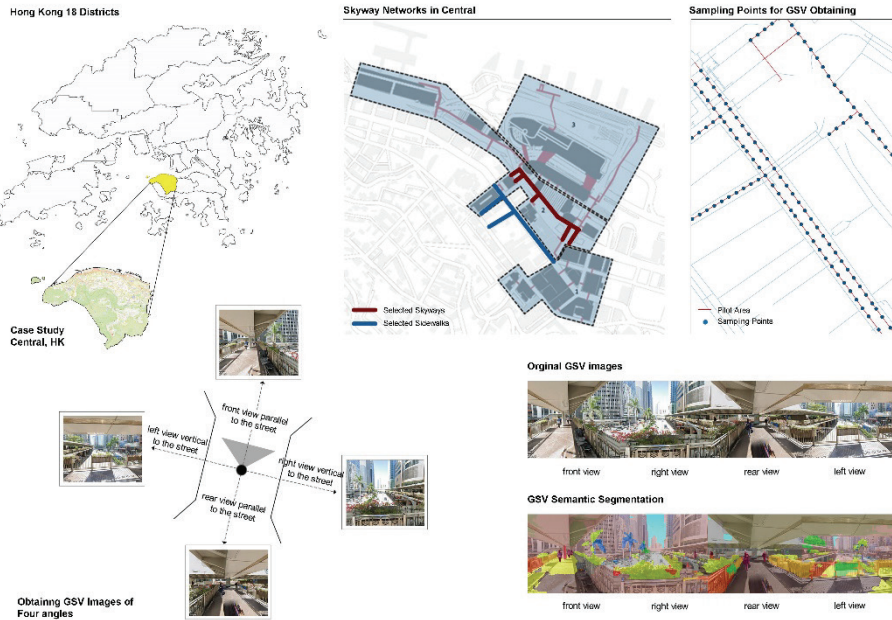 Hong Kong 18 Districts
Skyway Networks in Central
Sampling Points for GSV Obtaining
3
2
1
Selected Skyways
Selected Sidewalks
Pilot Area
Sampling Points
Case Study
Central, HK
front view parallel
to the street
left view vertical
to the street
right view vertical
to the street
rear view parallel
to the street
Obtainng GSV Images of
Four angles
Orginal GSV images
front view
right view
rear view
left view
GSV Semantic Segmentation
front view
right view
rear view
left view